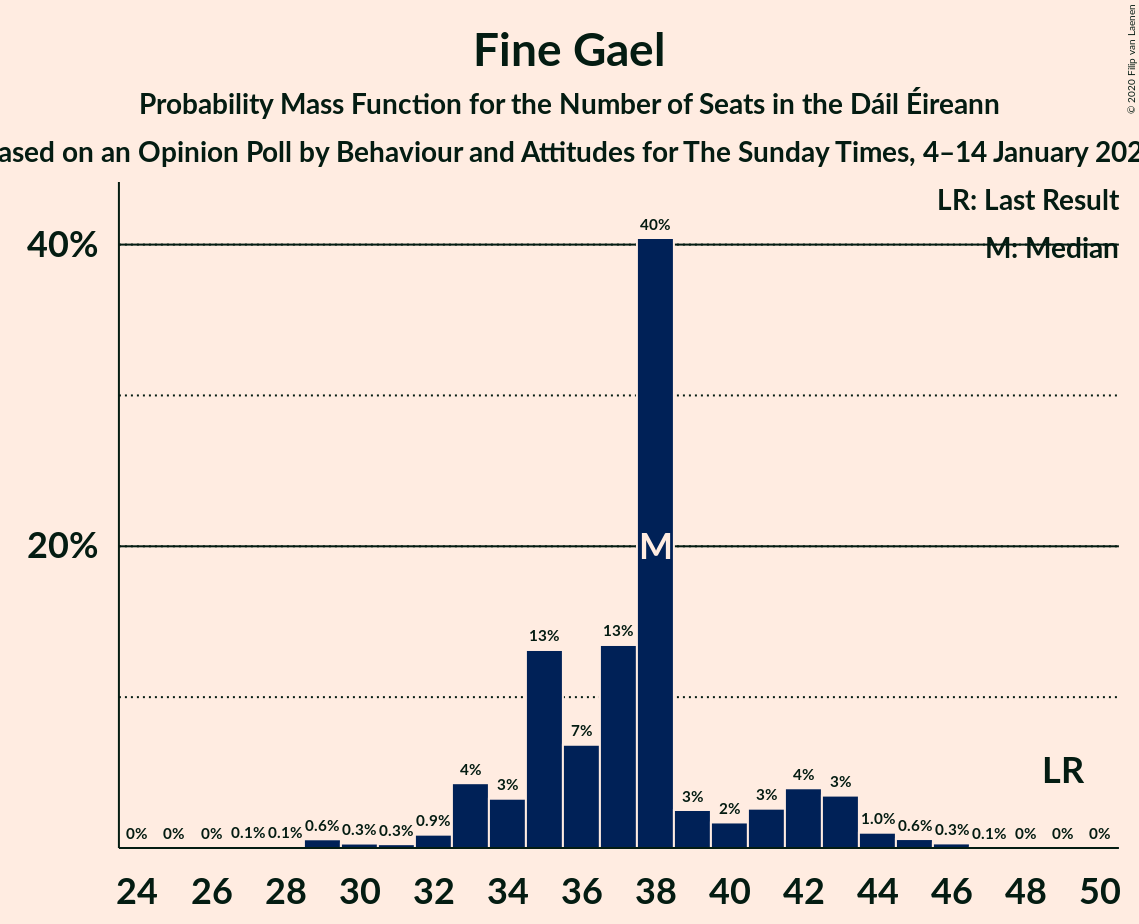 © 2020 Filip van Laenen
Fine Gael
Probability Mass Function for the Number of Seats in the Dáil Éireann
ased on an Opinion Poll by Behaviour and Attitudes for The Sunday Times, 4–14 January 202
LR: Last Result
M: Median
40%
20%
0% 0% 0% 0.1% 0.1% 0.6% 0.3% 0.3% 0.9% 4% 3% 13% 7% 13% 40% 3% 2% 3% 4% 3% 1.0% 0.6% 0.3% 0.1% 0% 0% 0%
M
LR
24 26 28 30 32 34 36 38 40 42 44 46 48 50